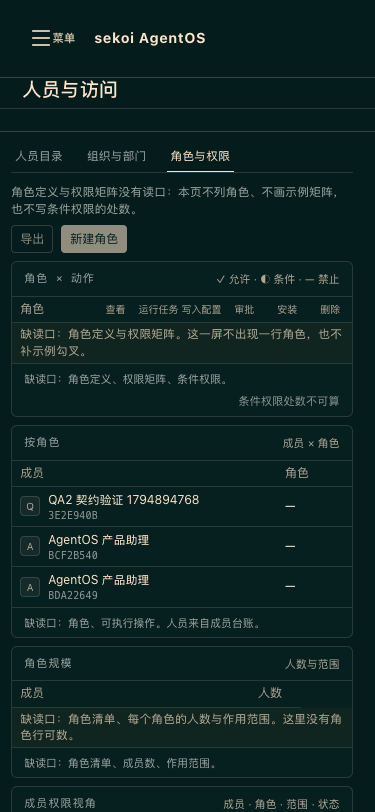 菜单 sekoi AgentOS
人员与访问
人员目录 组织与部门 角色与权限
角色定义与权限矩阵没有读口：本页不列角色、不画示例矩阵，
也不写条件权限的处数。
导出 新建角色
角色 × 动作 ✓ 允许 · ◐ 条件 · — 禁止
角色 查看 运行任务 写入配置 审批 安装 删除
缺读口：角色定义与权限矩阵。这一屏不出现一行角色，也不
补示例勾叉。
缺读口：角色定义、权限矩阵、条件权限。
条件权限处数不可算
按角色 成员 × 角色
成员 角色
Q QA2 契约验证 1794894768 —
3E2E940B
A AgentOS 产品助理 —
BCF2B540
A AgentOS 产品助理 —
BDA22649
缺读口：角色、可执行操作。人员来自成员台账。
角色规模 人数与范围
成员 人数
缺读口：角色清单、每个角色的人数与作用范围。这里没有角
色行可数。
缺读口：角色清单、成员数、作用范围。
成员权限视角 成员 · 角色 · 范围 · 状态